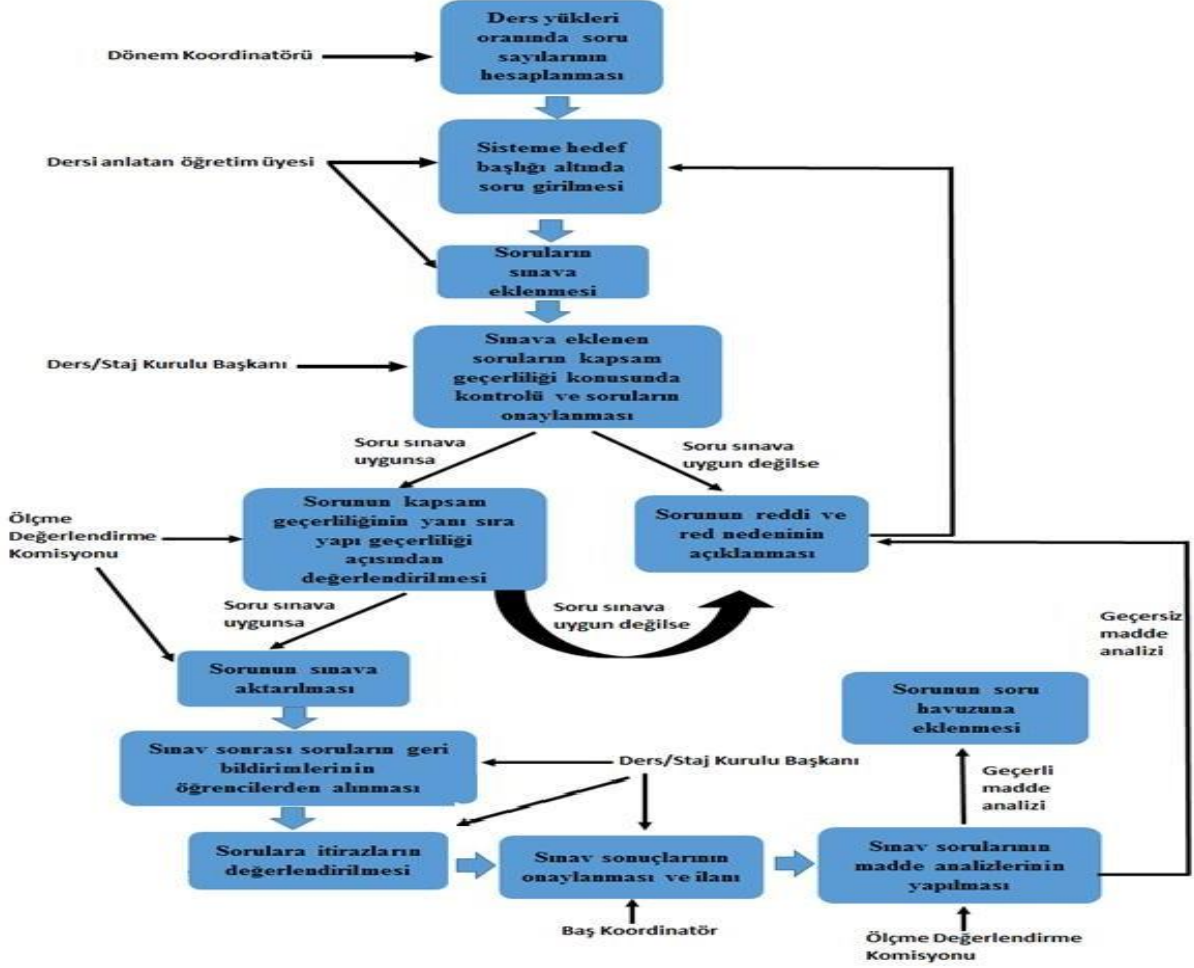 Ders yükleri
oranında soru
sayılarının
hesaplanması
Dönem Koordinatörü
Dersi anlatan öğretim üyesi
Sisteme hedef
başlığı altında
soru girilmesi
Soruların
sınava
eklenmesi
Ders/Staj Kurulu Başkanı
Sınava eklenen
soruların kapsam
geçerliliği konusunda
kontrolü ve soruların
onaylanması
Soru sınava
uygunsa
Soru sınava
uygun değilse
Ölçme
Değerlendirme
Komisyonu
Sorunun kapsam
geçerliliğinin yanı sıra
yapı geçerliliği
açısından
değerlendirilmesi
Sorunun reddi ve
red nedeninin
açıklanması
Soru sınava
uygunsa
Soru sınava
uygun değilse
Geçersiz
madde
analizi
Sorunun sınava
aktarılması
Sorunun soru
havuzuna
eklenmesi
Sınav sonrası soruların geri
bildirimlerinin
öğrencilerden alınması
Ders/Staj Kurulu Başkanı
Geçerli
madde
analizi
Sorulara itirazların
değerlendirilmesi
Sınav sonuçlarının
onaylanması ve ilanı
Sınav sorularının
madde analizlerinin
yapılması
Baş Koordinatör
Ölçme Değerlendirme
Komisyonu